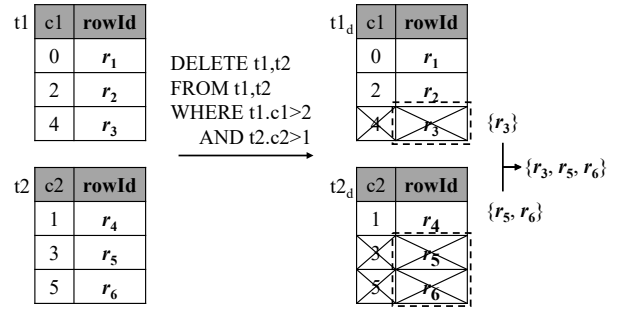 t1 c1 rowId
0 r1
2 r2
4 r3
t2 c2 rowId
1 r4
3 r5
5 r6
DELETE t1,t2
FROM t1,t2
WHERE t1.c1>2
AND t2.c2>1
t1d c1 rowId
0 r1
2 r2
4 r3
t2d c2 rowId
1 r4
3 r5
5 r6
{r3}
{r3, r5, r6}
{r5, r6}